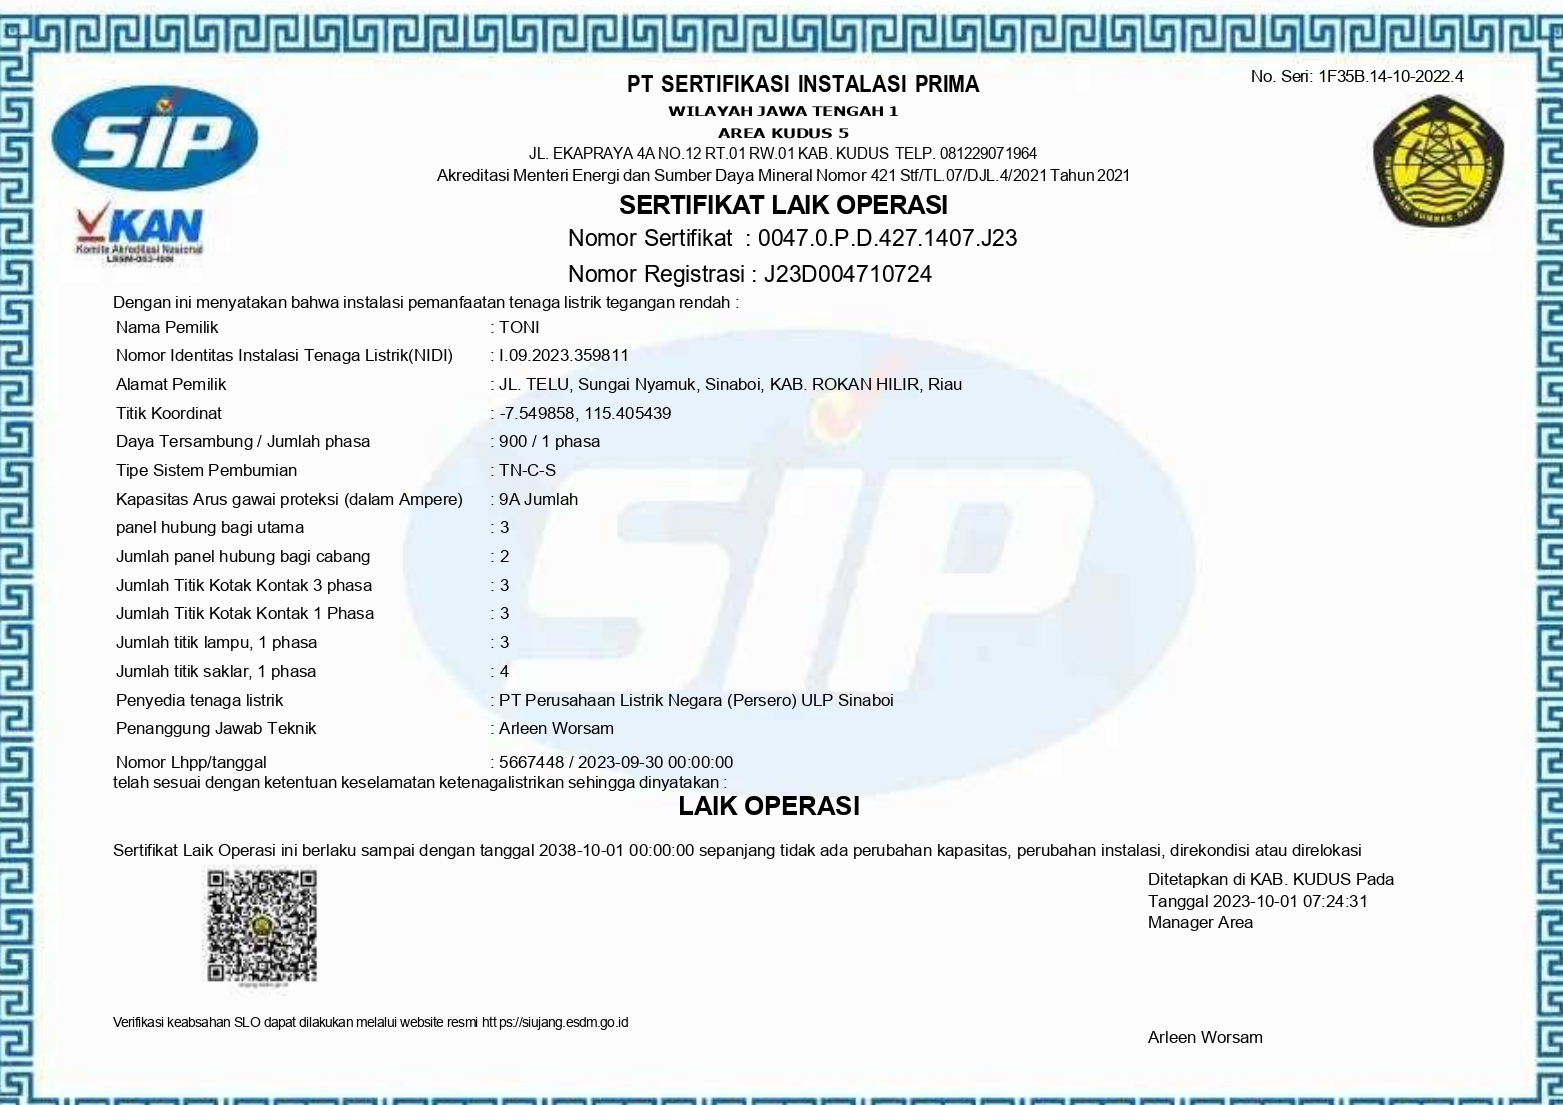 No. Seri: 1F35B.14-10-2022.4
PT SERTIFIKASI INSTALASI PRIMA
WILAYAH JAWA TENGAH 1
AREA KUDUS 5
JL. EKAPRAYA 4A NO.12 RT.01 RW.01 KAB. KUDUS TELP. 081229071964
Akreditasi Menteri Energi dan Sumber Daya Mineral Nomor 421 Stf/TL.07/DJL.4/2021 Tahun 2021
SIP
KAN
Komite Akreditasi Nasional
SERTIFIKAT LAIK OPERASI
Nomor Sertifikat : 0047.0.P.D.427.1407.J23
Nomor Registrasi : J23D004710724
Dengan ini menyatakan bahwa instalasi pemanfaatan tenaga listrik tegangan rendah :
Nama Pemilik : TONI
Nomor Identitas Instalasi Tenaga Listrik(NIDI) : I.09.2023.359811
Alamat Pemilik : JL. TELU, Sungai Nyamuk, Sinaboi, KAB. ROKAN HILIR, Riau
Titik Koordinat : -7.549858, 115.405439
Daya Tersambung / Jumlah phasa : 900 / 1 phasa
Tipe Sistem Pembumian : TN-C-S
Kapasitas Arus gawai proteksi (dalam Ampere) : 9A Jumlah
panel hubung bagi utama : 3
Jumlah panel hubung bagi cabang : 2
Jumlah Titik Kotak Kontak 3 phasa : 3
Jumlah Titik Kotak Kontak 1 Phasa : 3
Jumlah titik lampu, 1 phasa : 3
Jumlah titik saklar, 1 phasa : 4
Penyedia tenaga listrik : PT Perusahaan Listrik Negara (Persero) ULP Sinaboi
Penanggung Jawab Teknik : Arleen Worsam
Nomor Lhpp/tanggal : 5667448 / 2023-09-30 00:00:00
telah sesuai dengan ketentuan keselamatan ketenagalistrikan sehingga dinyatakan :
LAIK OPERASI
Sertifikat Laik Operasi ini berlaku sampai dengan tanggal 2038-10-01 00:00:00 sepanjang tidak ada perubahan kapasitas, perubahan instalasi, direkondisi atau direlokasi
Ditetapkan di KAB. KUDUS Pada
Tanggal 2023-10-01 07:24:31
Manager Area
Verifikasi keabsahan SLO dapat dilakukan melalui website resmi htt ps://siujang.esdm.go.id
Arleen Worsam